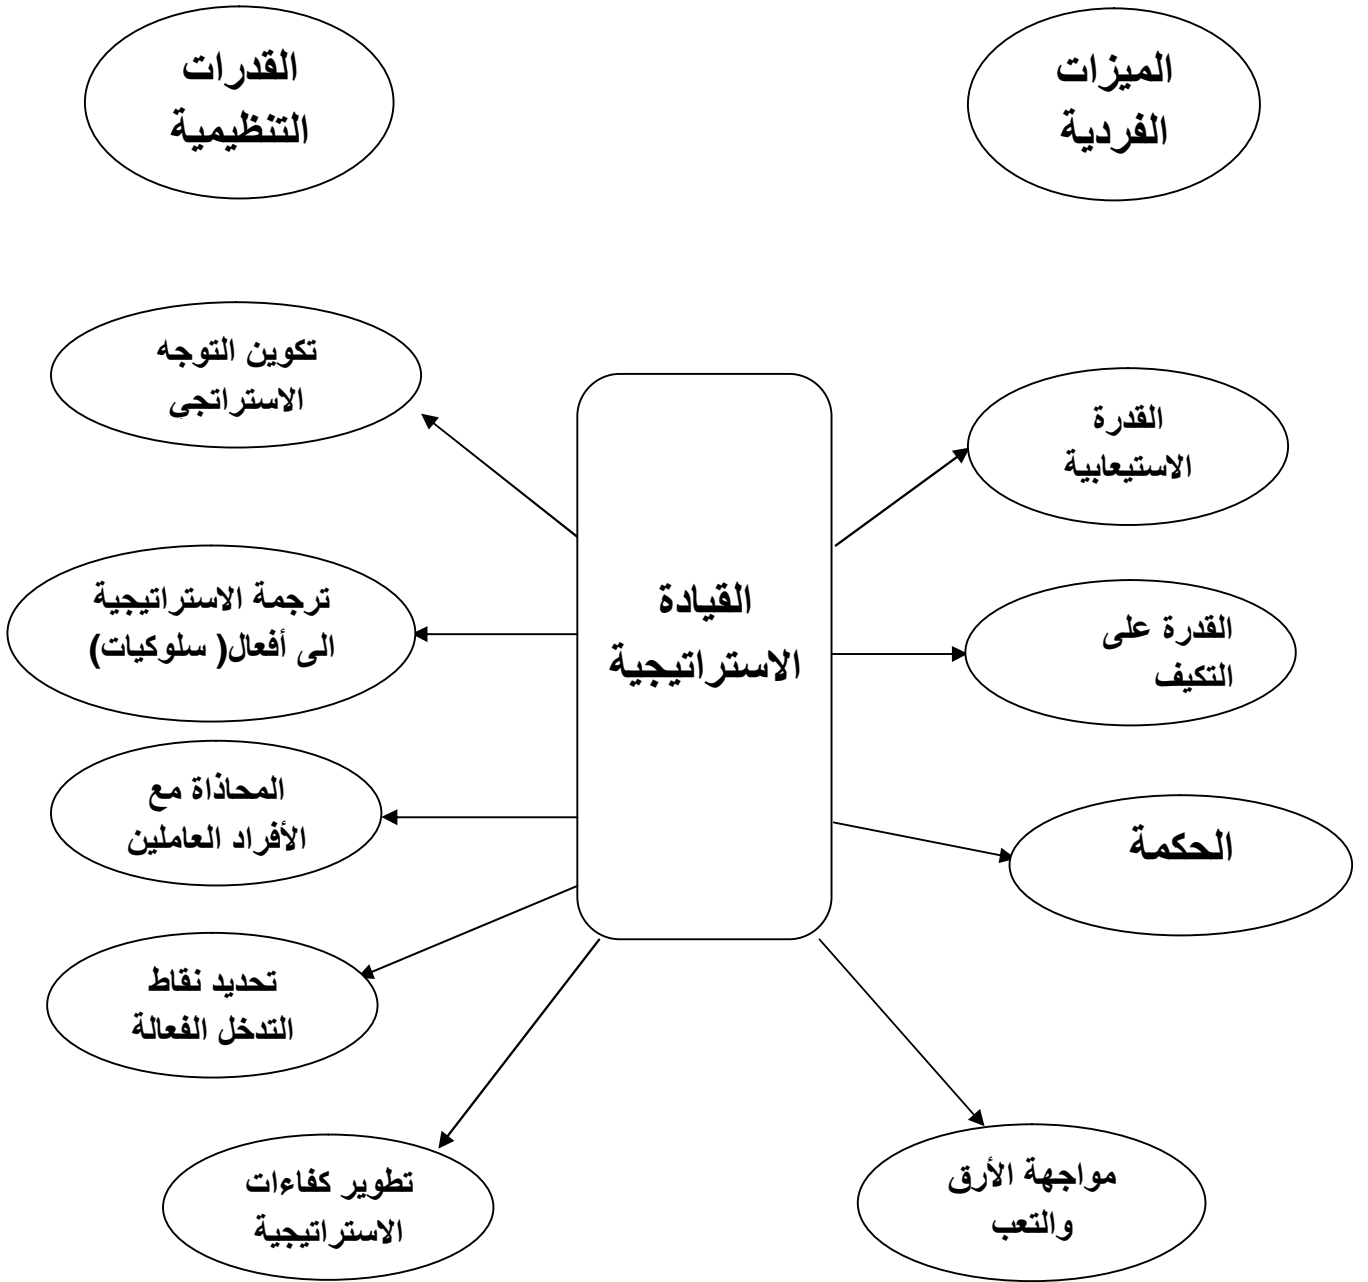 الميزات
الفردية
القدرات
التنظيمية
القدرة
الاستيعابية
القدرة على
التكيف
الحكمة
مواجهة الأرق
والتعب
القيادة
الاستراتيجية
تكوين التوجه
الاستراتجى
ترجمة الاستراتيجية
الى أفعال( سلوكيات)
المحاذاة مع
الأفراد العاملين
تحديد نقاط
التدخل الفعالة
تطوير كفاءات
الاستراتيجية